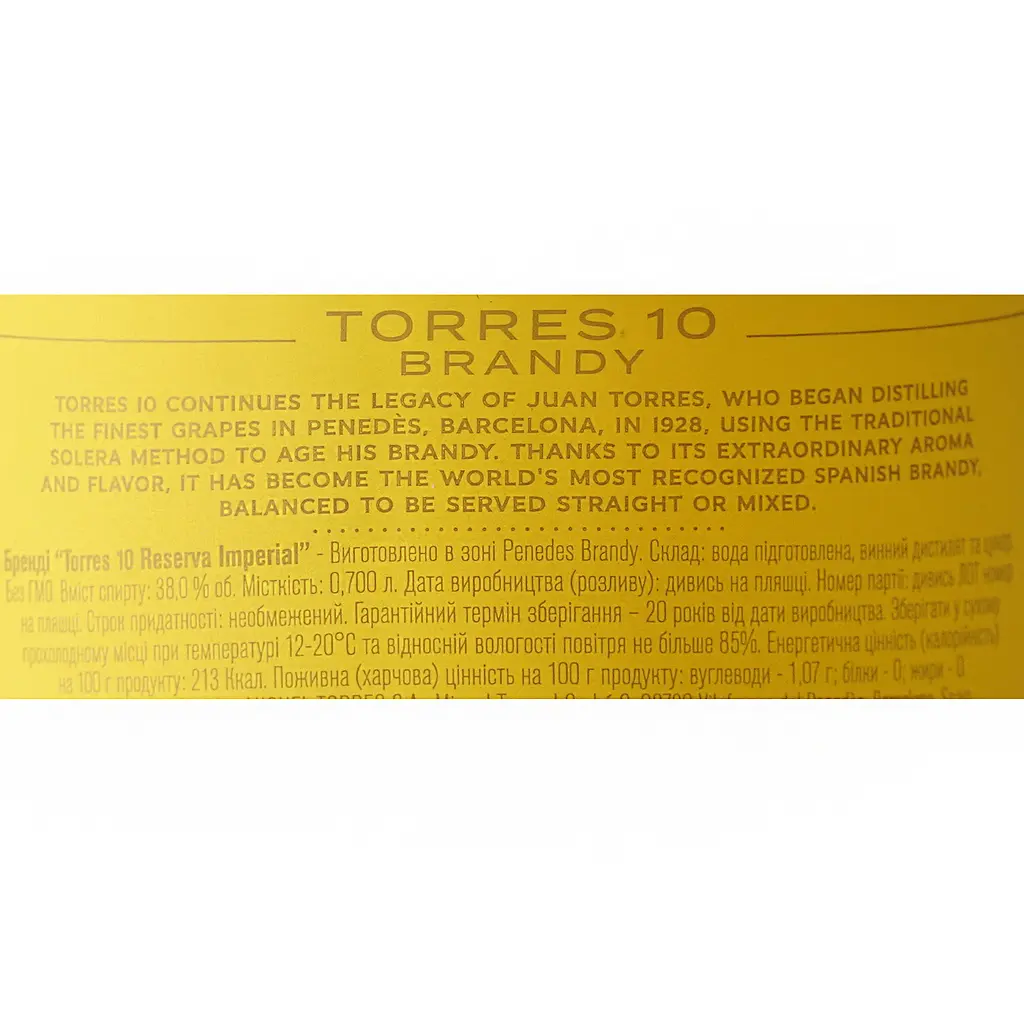 TORRES 10
BRANDY
TORRES 10 CONTINUES THE LEGACY OF JUAN TORRES, WHO BEGAN DISTILLING
THE FINEST GRAPES IN PENEDÈS, BARCELONA, IN 1928, USING THE TRADITIONAL
SOLERA METHOD TO AGE HIS BRANDY. THANKS TO ITS EXTRAORDINARY AROMA
AND FLAVOR, IT HAS BECOME THE WORLD'S MOST RECOGNIZED SPANISH BRANDY,
BALANCED TO BE SERVED STRAIGHT OR MIXED.
Бренді “Torres 10 Reserva Imperial” - Виготовлено в зоні Penedes Brandy. Склад: вода підготовлена, винний дистилят та цукор.
Без ГМО. Вміст спирту: 38,0 % об. Місткість: 0,700 л. Дата виробництва (розливу): дивись на пляшці. Номер партії: дивись ЛОТ номер
на пляшці. Строк придатності: необмежений. Гарантійний термін зберігання – 20 років від дати виробництва. Зберігати у сухому
прохолодному місці при температурі 12-20°С та відносній вологості повітря не більше 85%. Енергетична цінність (калорійність)
на 100 г продукту: 213 Ккал. Поживна (харчова) цінність на 100 г продукту: вуглеводи - 1,07 г; білки - 0; жири - 0